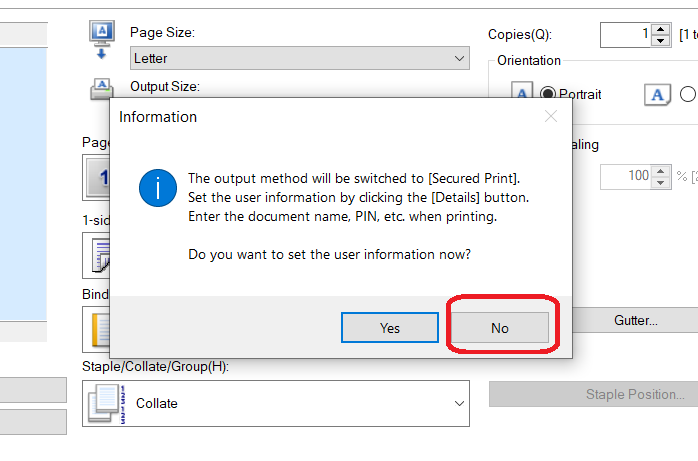 Page Size:
Copies(Q):
1
[1 to
Letter
Orientation
Output Size:
Portrait
Information
The output method will be switched to [Secured Print].
Set the user information by clicking the [Details] button.
Enter the document name, PIN, etc. when printing.
Do you want to set the user information now?
Yes
No
Page
aling
1
100
% [2
1-sid
Bind
Gutter...
Staple/Collate/Group(H):
Collate
Staple Position...